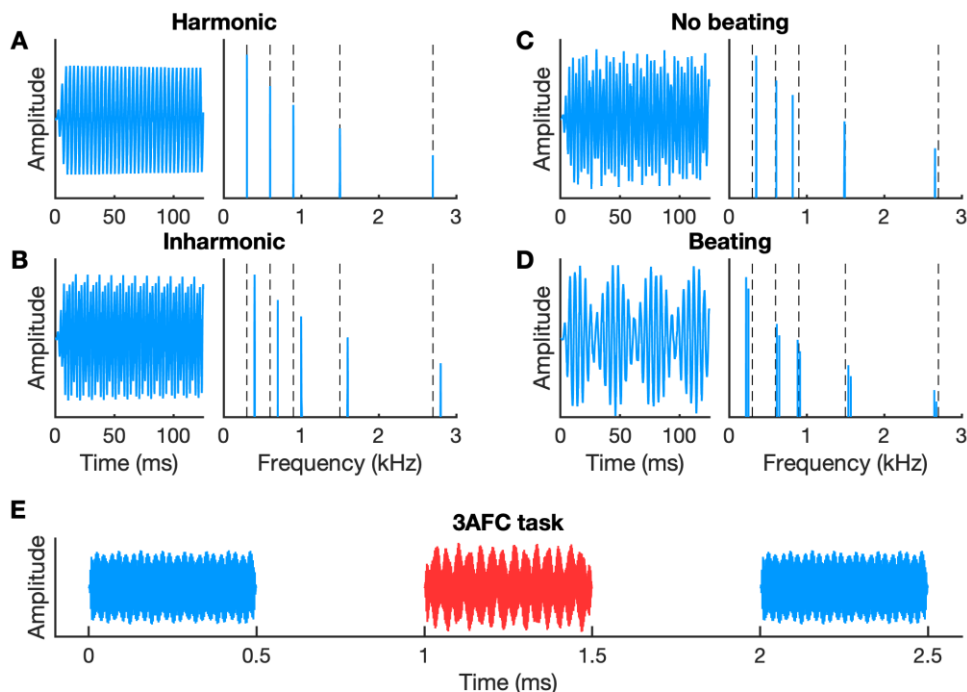 Harmonic
A
Amplitude
0 50 100
0 1 2 3
No beating
C
Amplitude
0 50 100
0 1 2 3
Inharmonic
B
Amplitude
0 50 100
0 1 2 3
Time (ms)
Frequency (kHz)
Beating
D
Amplitude
0 50 100
0 1 2 3
Time (ms)
Frequency (kHz)
E
3AFC task
Amplitude
0 0.5 1 1.5 2 2.5
Time (ms)